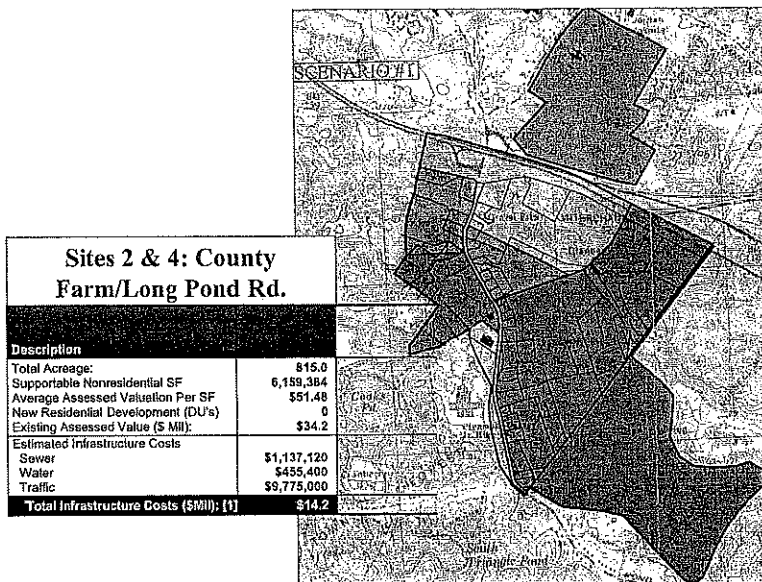 SCENARIO #1
Sites 2 & 4: County
Farm/Long Pond Rd.
Description
Total Acreage: 815.0
Supportable Nonresidential SF 6,159,384
Average Assessed Valuation Per SF $51.48
New Residential Development (DU's) 0
Existing Assessed Value ($ Mil): $34.2
Estimated Infrastructure Costs
Sewer $1,137,120
Water $455,400
Traffic $9,775,000
Total Infrastructure Costs ($Mil); [1] $14.2
South
Triangle Pond